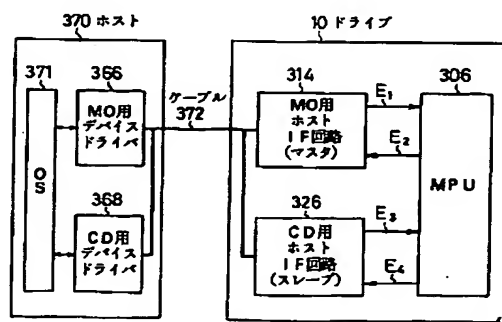 370 ホスト
371
366
OS
MO用
デバイス
ドライバ
368
CD用
デバイス
ドライバ
ケーブル
372
10 ドライブ
314
MO用
ホスト
IF回路
(マスタ)
326
CD用
ホスト
IF回路
(スレーブ)
E1
E2
E3
E4
306
MPU